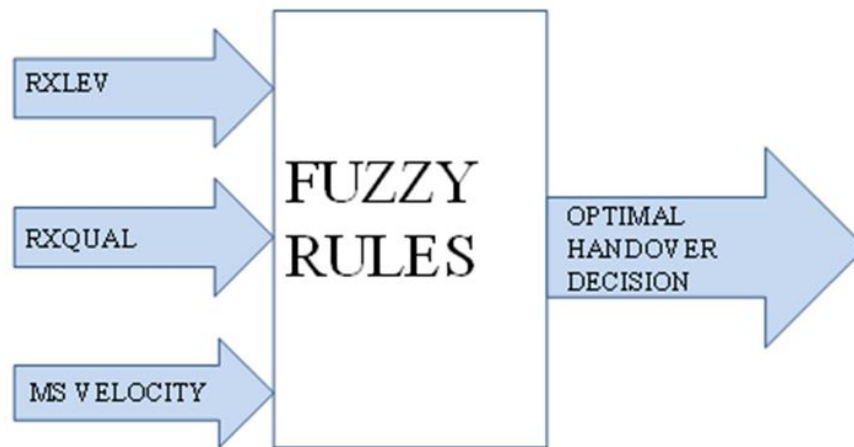 RXLEV
RXQUAL
MS VELOCITY
FUZZY
RULES
OPTIMAL
HANDOVER
DECISION